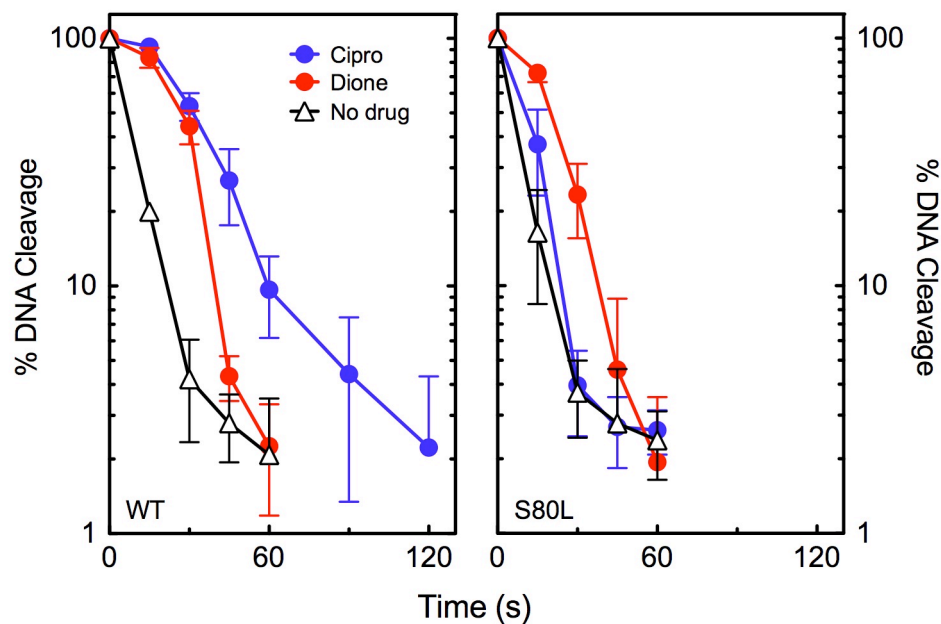 100
10
1
% DNA Cleavage
Cipro
Dione
No drug
WT
0
60
120
S80L
0
60
120
100
10
1
% DNA Cleavage
Time (s)